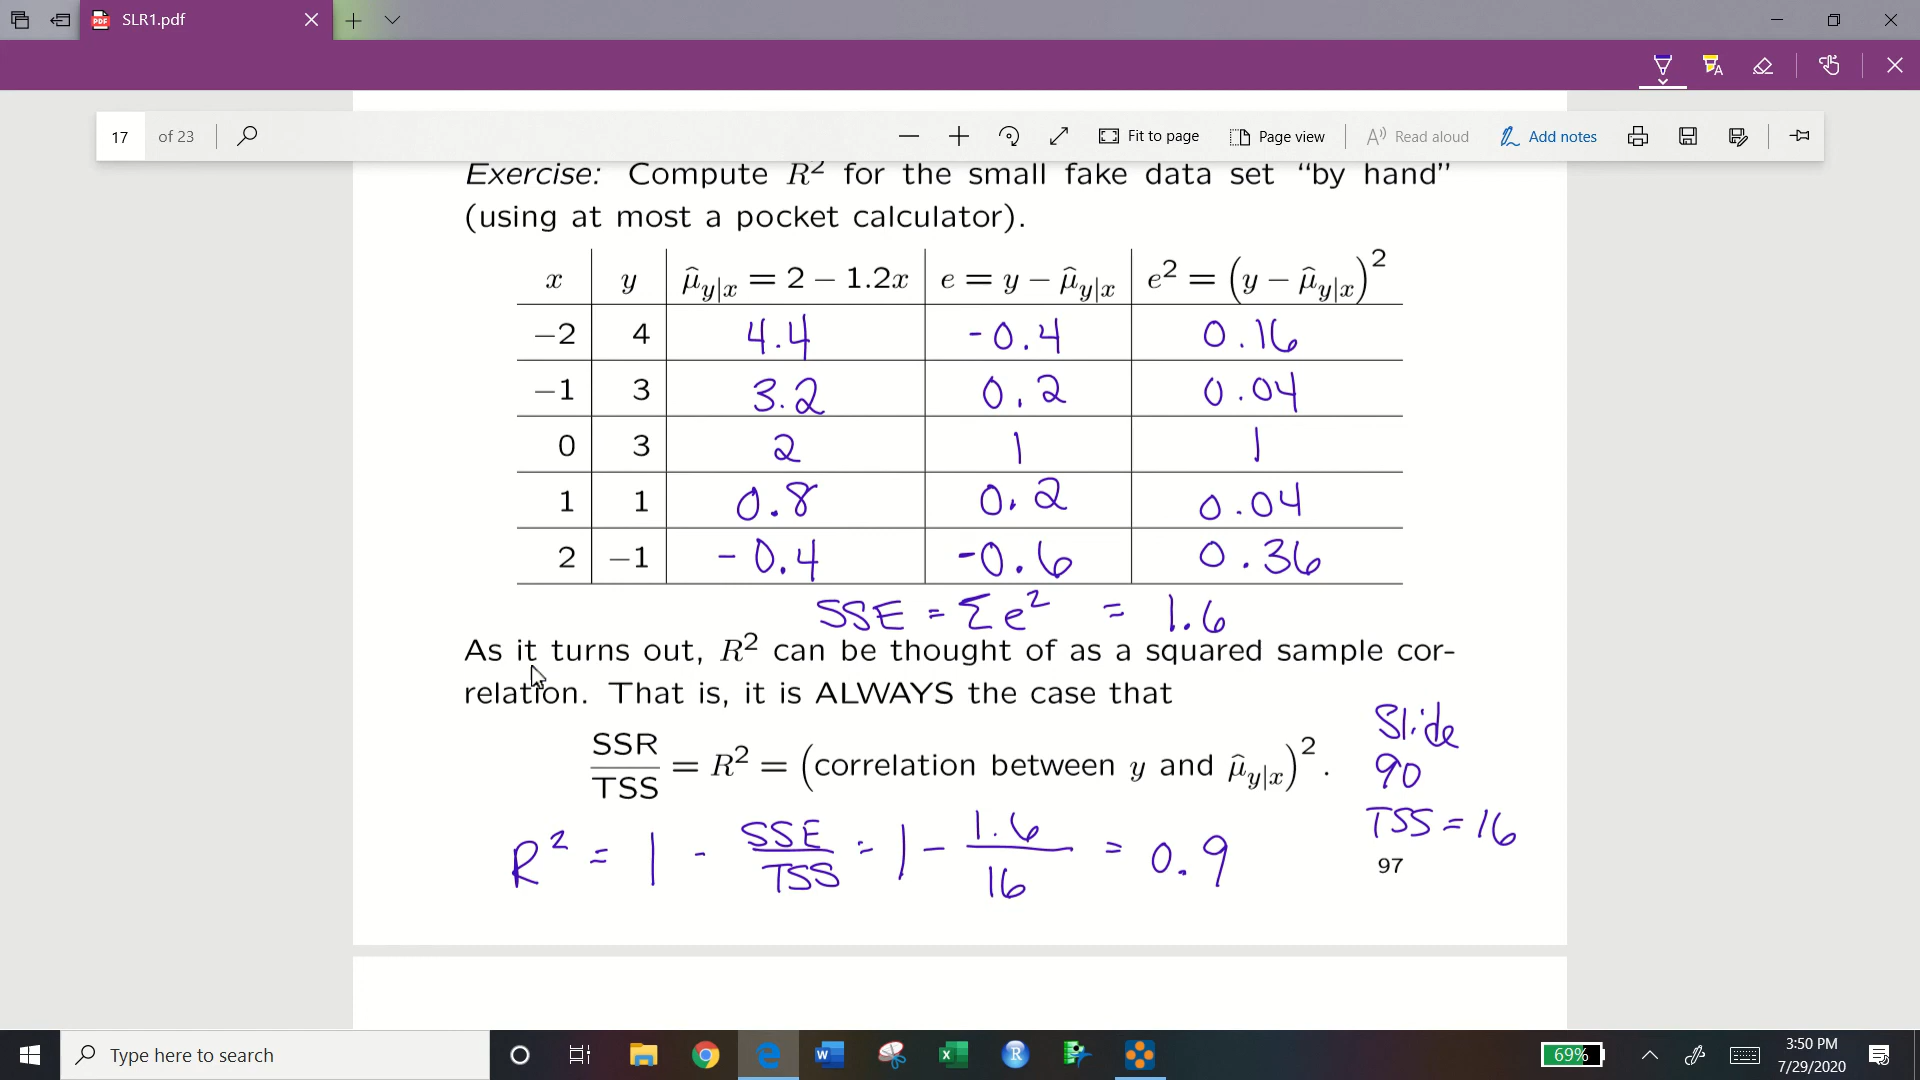 SLR1.pdf
17 of 23 Fit to page Page view Read aloud Add notes
Exercise: Compute R² for the small fake data set “by hand”
(using at most a pocket calculator).
x y μ̂_{y|x} = 2 − 1.2x e = y − μ̂_{y|x} e² = (y − μ̂_{y|x})²
−2 4 4.4 -0.4 0.16
−1 3 3.2 0.2 0.04
0 3 2 1 1
1 1 0.8 0.2 0.04
2 −1 -0.4 -0.6 0.36
SSE = Σe² = 1.6
As it turns out, R² can be thought of as a squared sample cor-
relation. That is, it is ALWAYS the case that
SSR/TSS = R² = (correlation between y and μ̂_{y|x})².
Slide
90
TSS = 16
R² = 1 - SSE/TSS = 1 - 1.6/16 = 0.9
97
Type here to search
69%
3:50 PM
7/29/2020